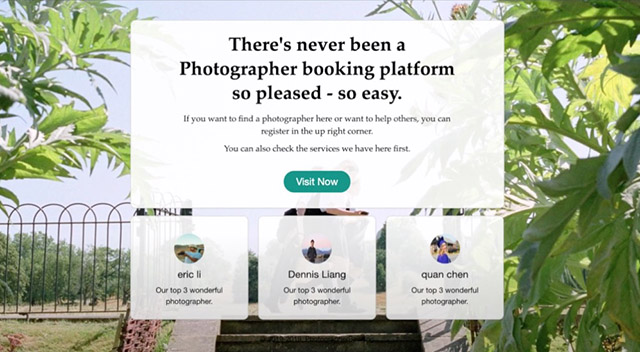 There's never been a
Photographer booking platform
so pleased - so easy.
If you want to find a photographer here or want to help others, you can
register in the up right corner.
You can also check the services we have here first.
Visit Now
eric li
Our top 3 wonderful
photographer.
Dennis Liang
Our top 3 wonderful
photographer.
quan chen
Our top 3 wonderful
photographer.